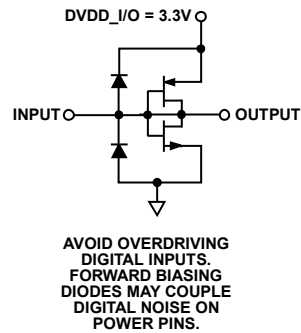 DVDD_I/O = 3.3V
INPUT
OUTPUT
AVOID OVERDRIVING
DIGITAL INPUTS.
FORWARD BIASING
DIODES MAY COUPLE
DIGITAL NOISE ON
POWER PINS.